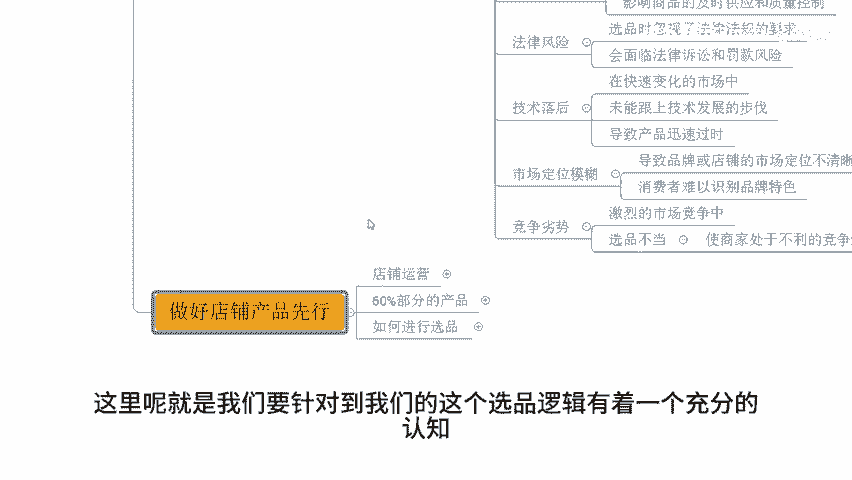 影响商品的及时供应和质量控制
法律风险
选品时忽视了法律法规的要求
会面临法律诉讼和罚款风险
技术落后
在快速变化的市场中
未能跟上技术发展的步伐
导致产品迅速过时
市场定位模糊
导致品牌或店铺的市场定位不清晰
消费者难以识别品牌特色
竞争劣势
激烈的市场竞争中
选品不当
使商家处于不利的竞争
做好店铺产品先行
店铺运营
60%部分的产品
如何进行选品
这里呢就是我们要针对到我们的这个选品逻辑有着一个充分的
认知